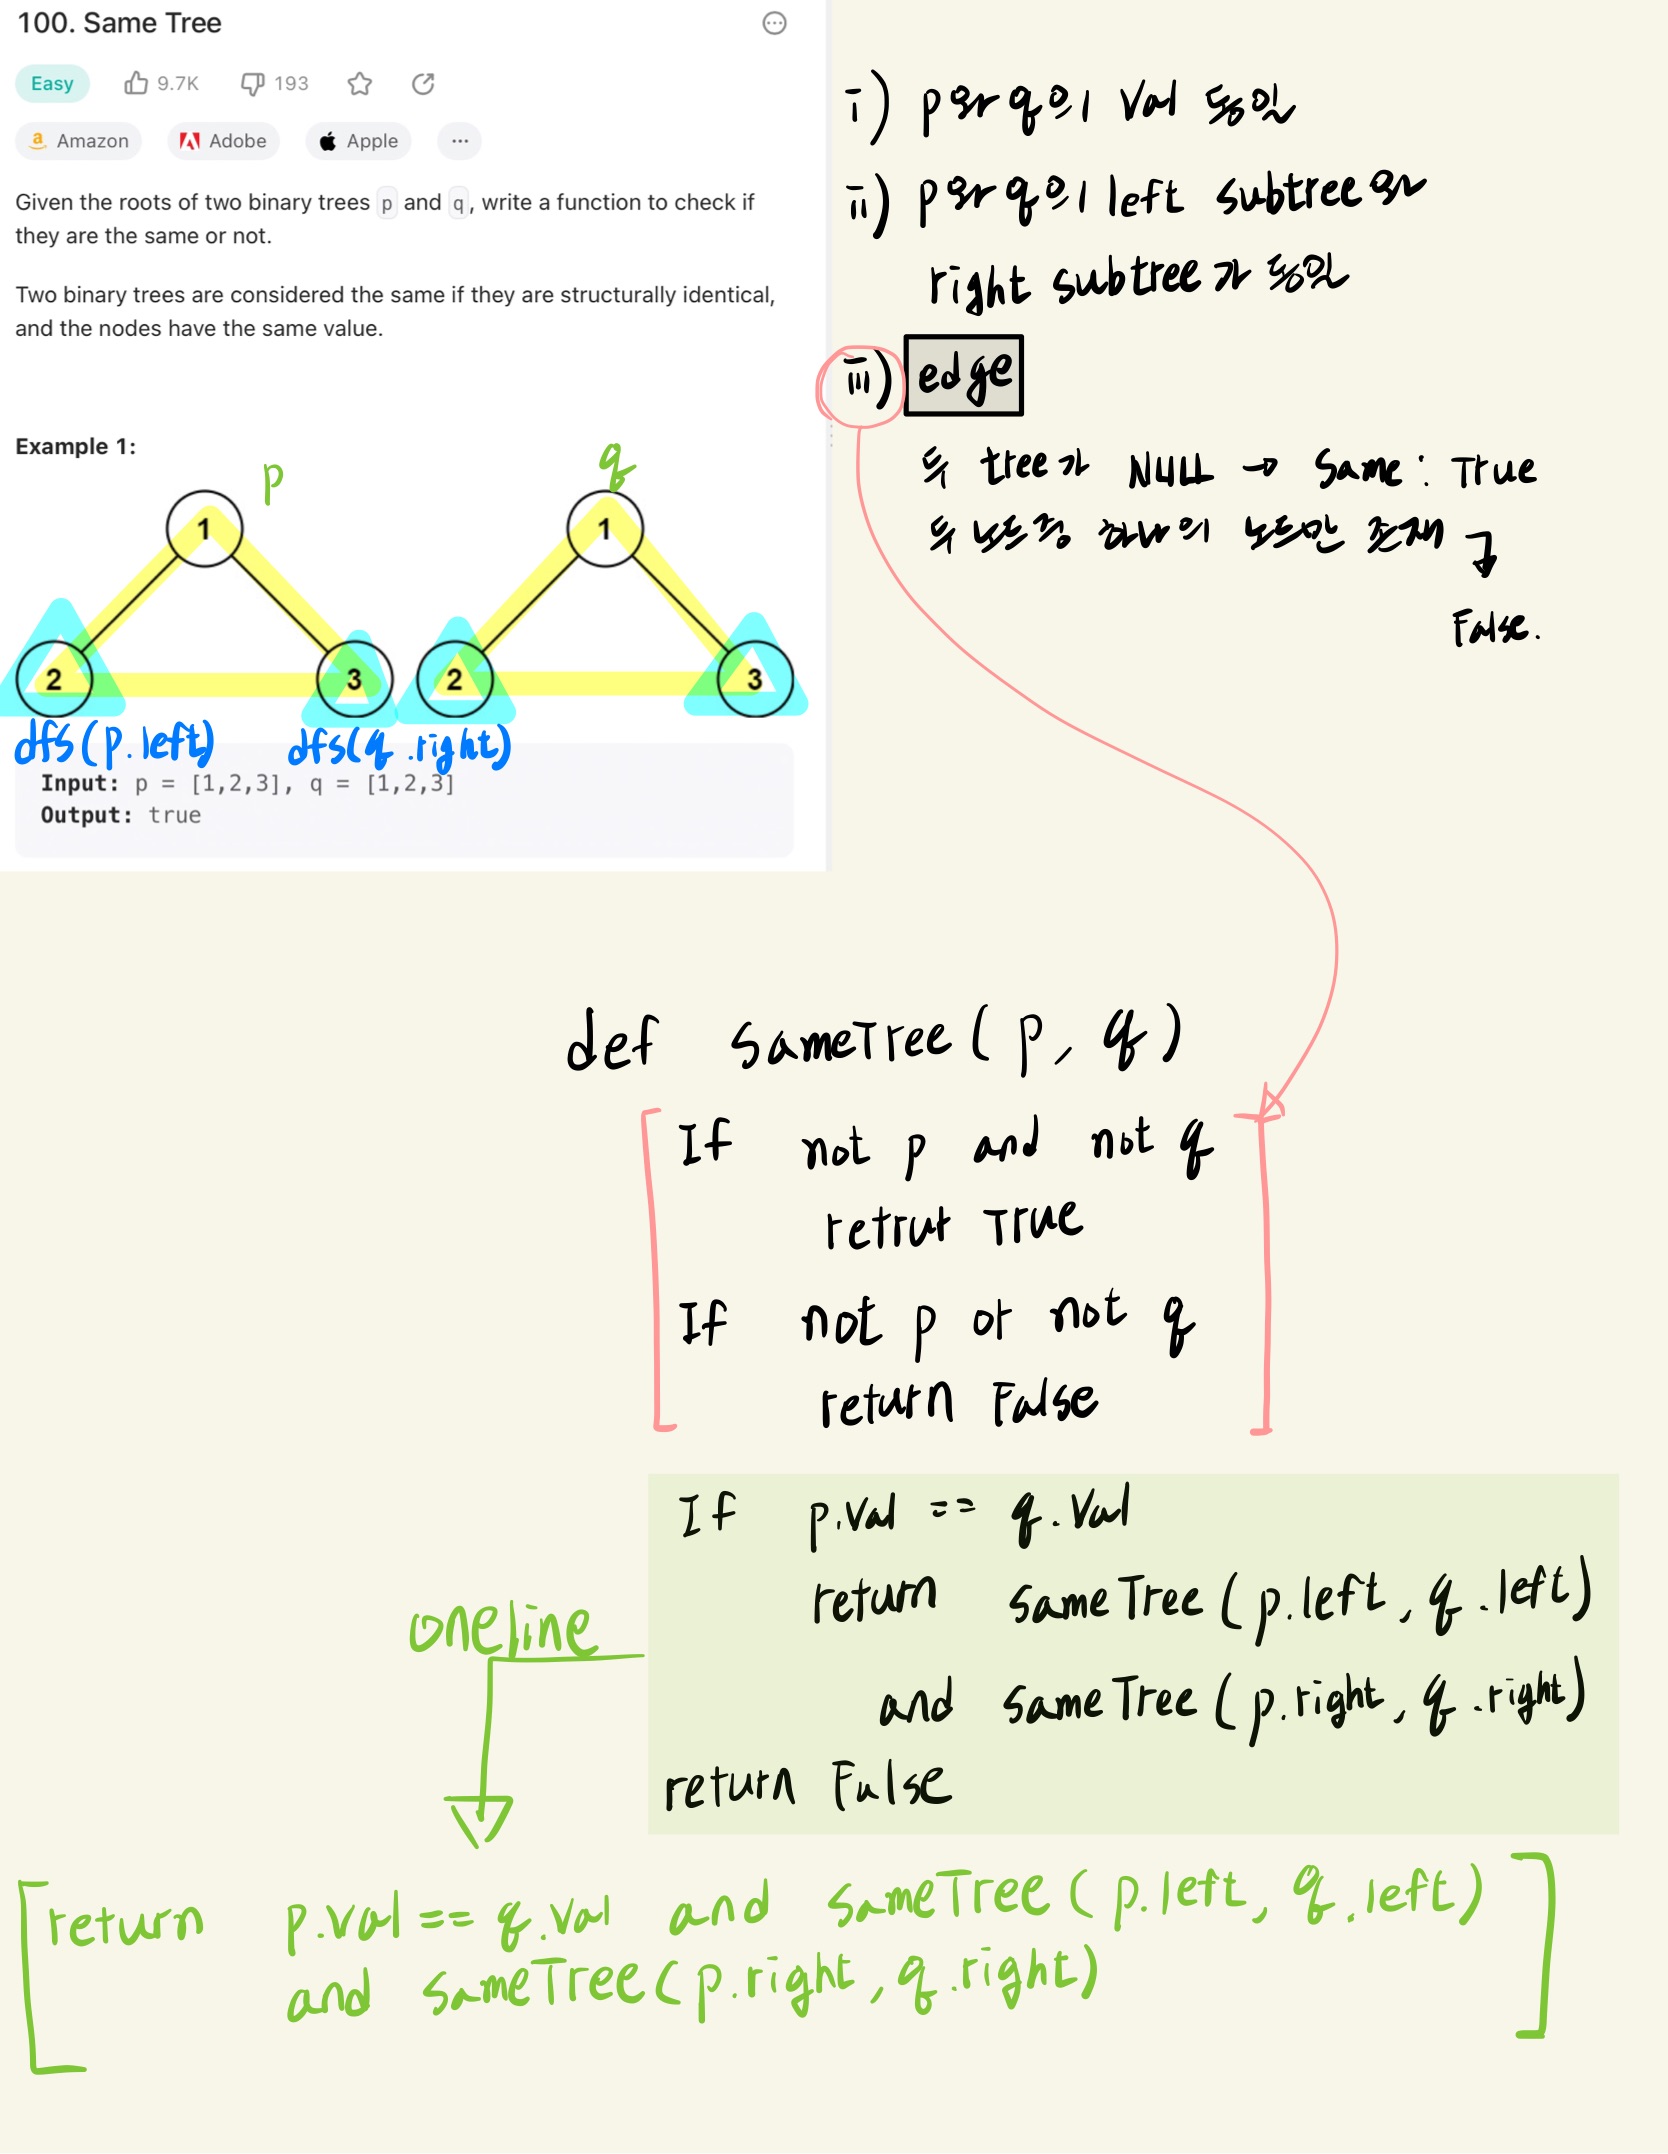 100. Same Tree
Easy 9.7K 193
Amazon Adobe Apple ...
Given the roots of two binary trees p and q, write a function to check if
they are the same or not.
Two binary trees are considered the same if they are structurally identical,
and the nodes have the same value.
Example 1:
p
q
1
1
2
3
2
3
dfs(p.left)
dfs(q.right)
Input: p = [1,2,3], q = [1,2,3]
Output: true
i) p와 q의 val 동일
ii) p와 q의 left subtree와
right subtree가 동일
iii) edge
두 tree가 NULL → Same : True
두 노드 중 하나의 노드만 존재
False.
def sameTree(p, q)
If not p and not q
retrut True
If not p or not q
return False
If p.val == q.val
return sameTree(p.left, q.left)
and sameTree(p.right, q.right)
return False
oneline
return p.val == q.val and sameTree(p.left, q.left)
and sameTree(p.right, q.right)